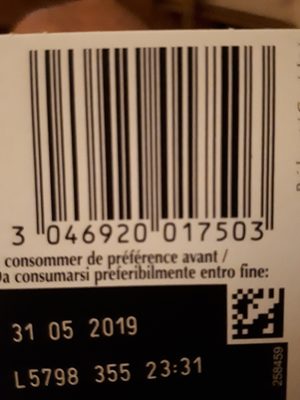 3 046920 017503
consommer de préférence avant /
Da consumarsi preferibilmente entro fine:
31 05 2019
L5798 355 23:31
258459